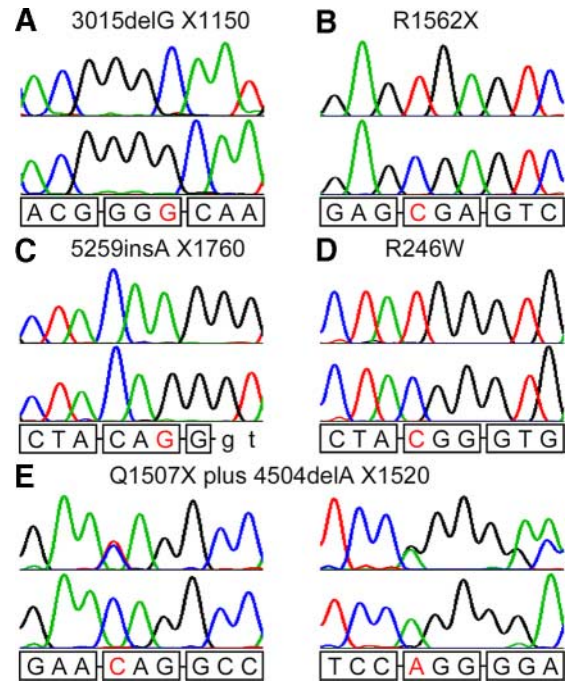 A 3015delG X1150
ACG GGG CAA
B R1562X
GAG CGA GTC
C 5259insA X1760
CTA CAG G g t
D R246W
CTA CGG GTG
E Q1507X plus 4504delA X1520
GAA CAG GCC
TCC AGG GGA